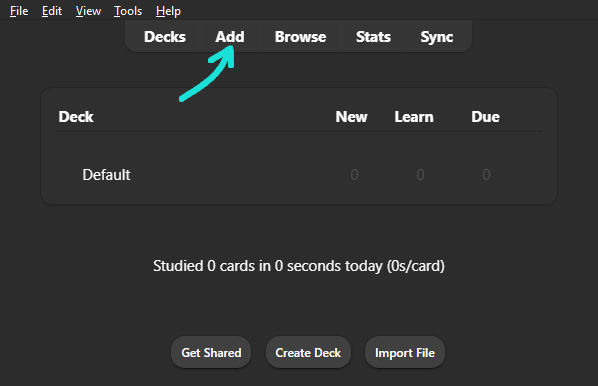 File Edit View Tools Help
Decks Add Browse Stats Sync
Deck New Learn Due
Default 0 0 0
Studied 0 cards in 0 seconds today (0s/card)
Get Shared Create Deck Import File